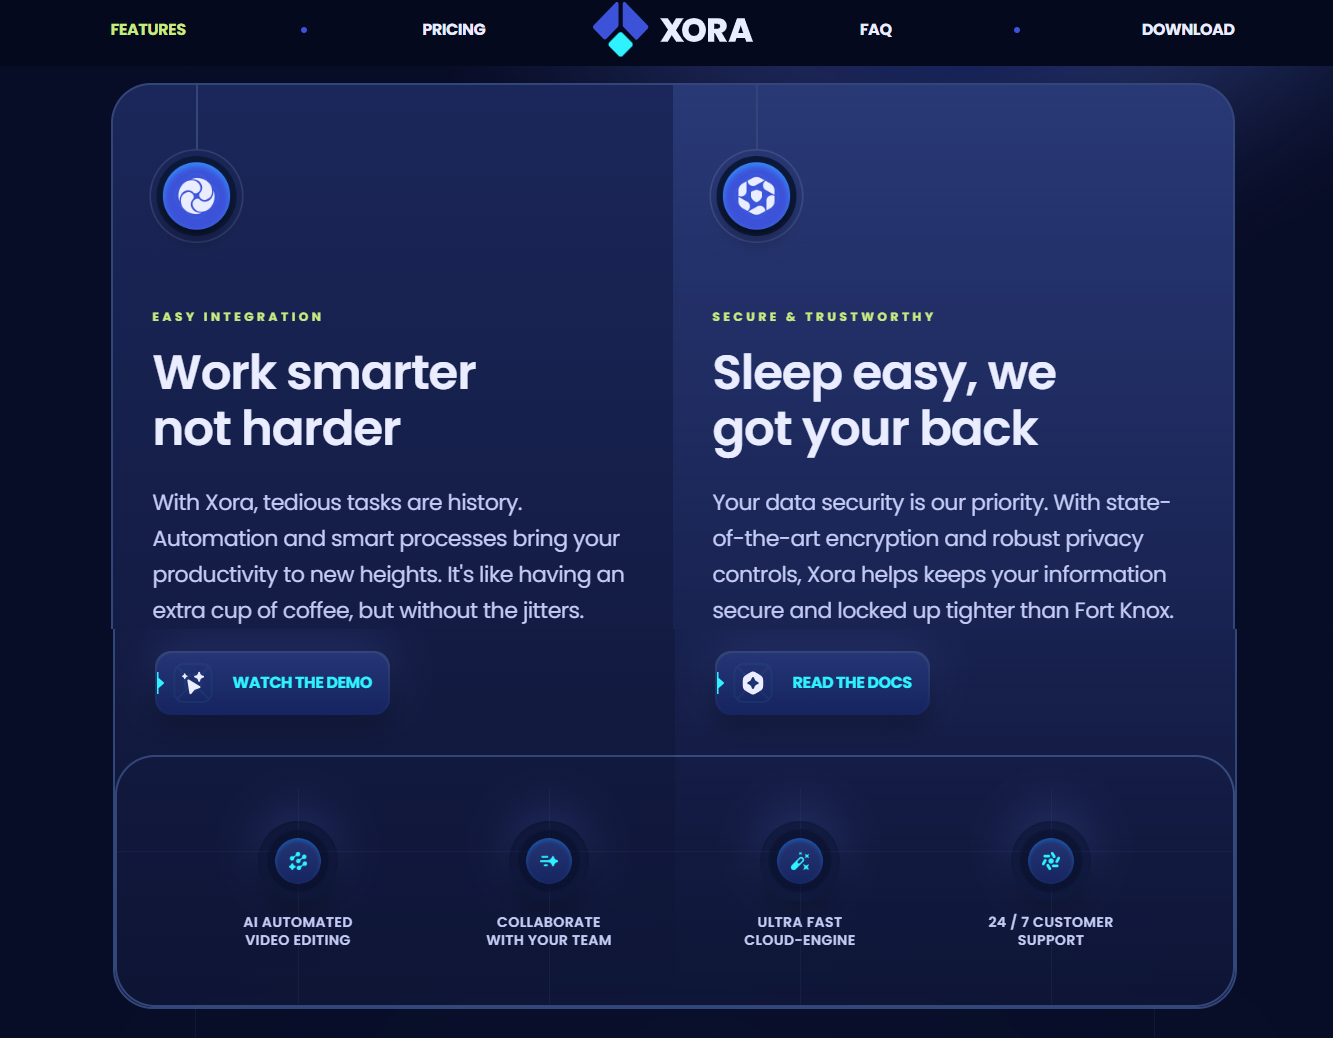 FEATURES
PRICING
XORA
FAQ
DOWNLOAD
EASY INTEGRATION
Work smarter
not harder
With Xora, tedious tasks are history.
Automation and smart processes bring your
productivity to new heights. It's like having an
extra cup of coffee, but without the jitters.
WATCH THE DEMO
SECURE & TRUSTWORTHY
Sleep easy, we
got your back
Your data security is our priority. With state-
of-the-art encryption and robust privacy
controls, Xora helps keeps your information
secure and locked up tighter than Fort Knox.
READ THE DOCS
AI AUTOMATED
VIDEO EDITING
COLLABORATE
WITH YOUR TEAM
ULTRA FAST
CLOUD-ENGINE
24 / 7 CUSTOMER
SUPPORT